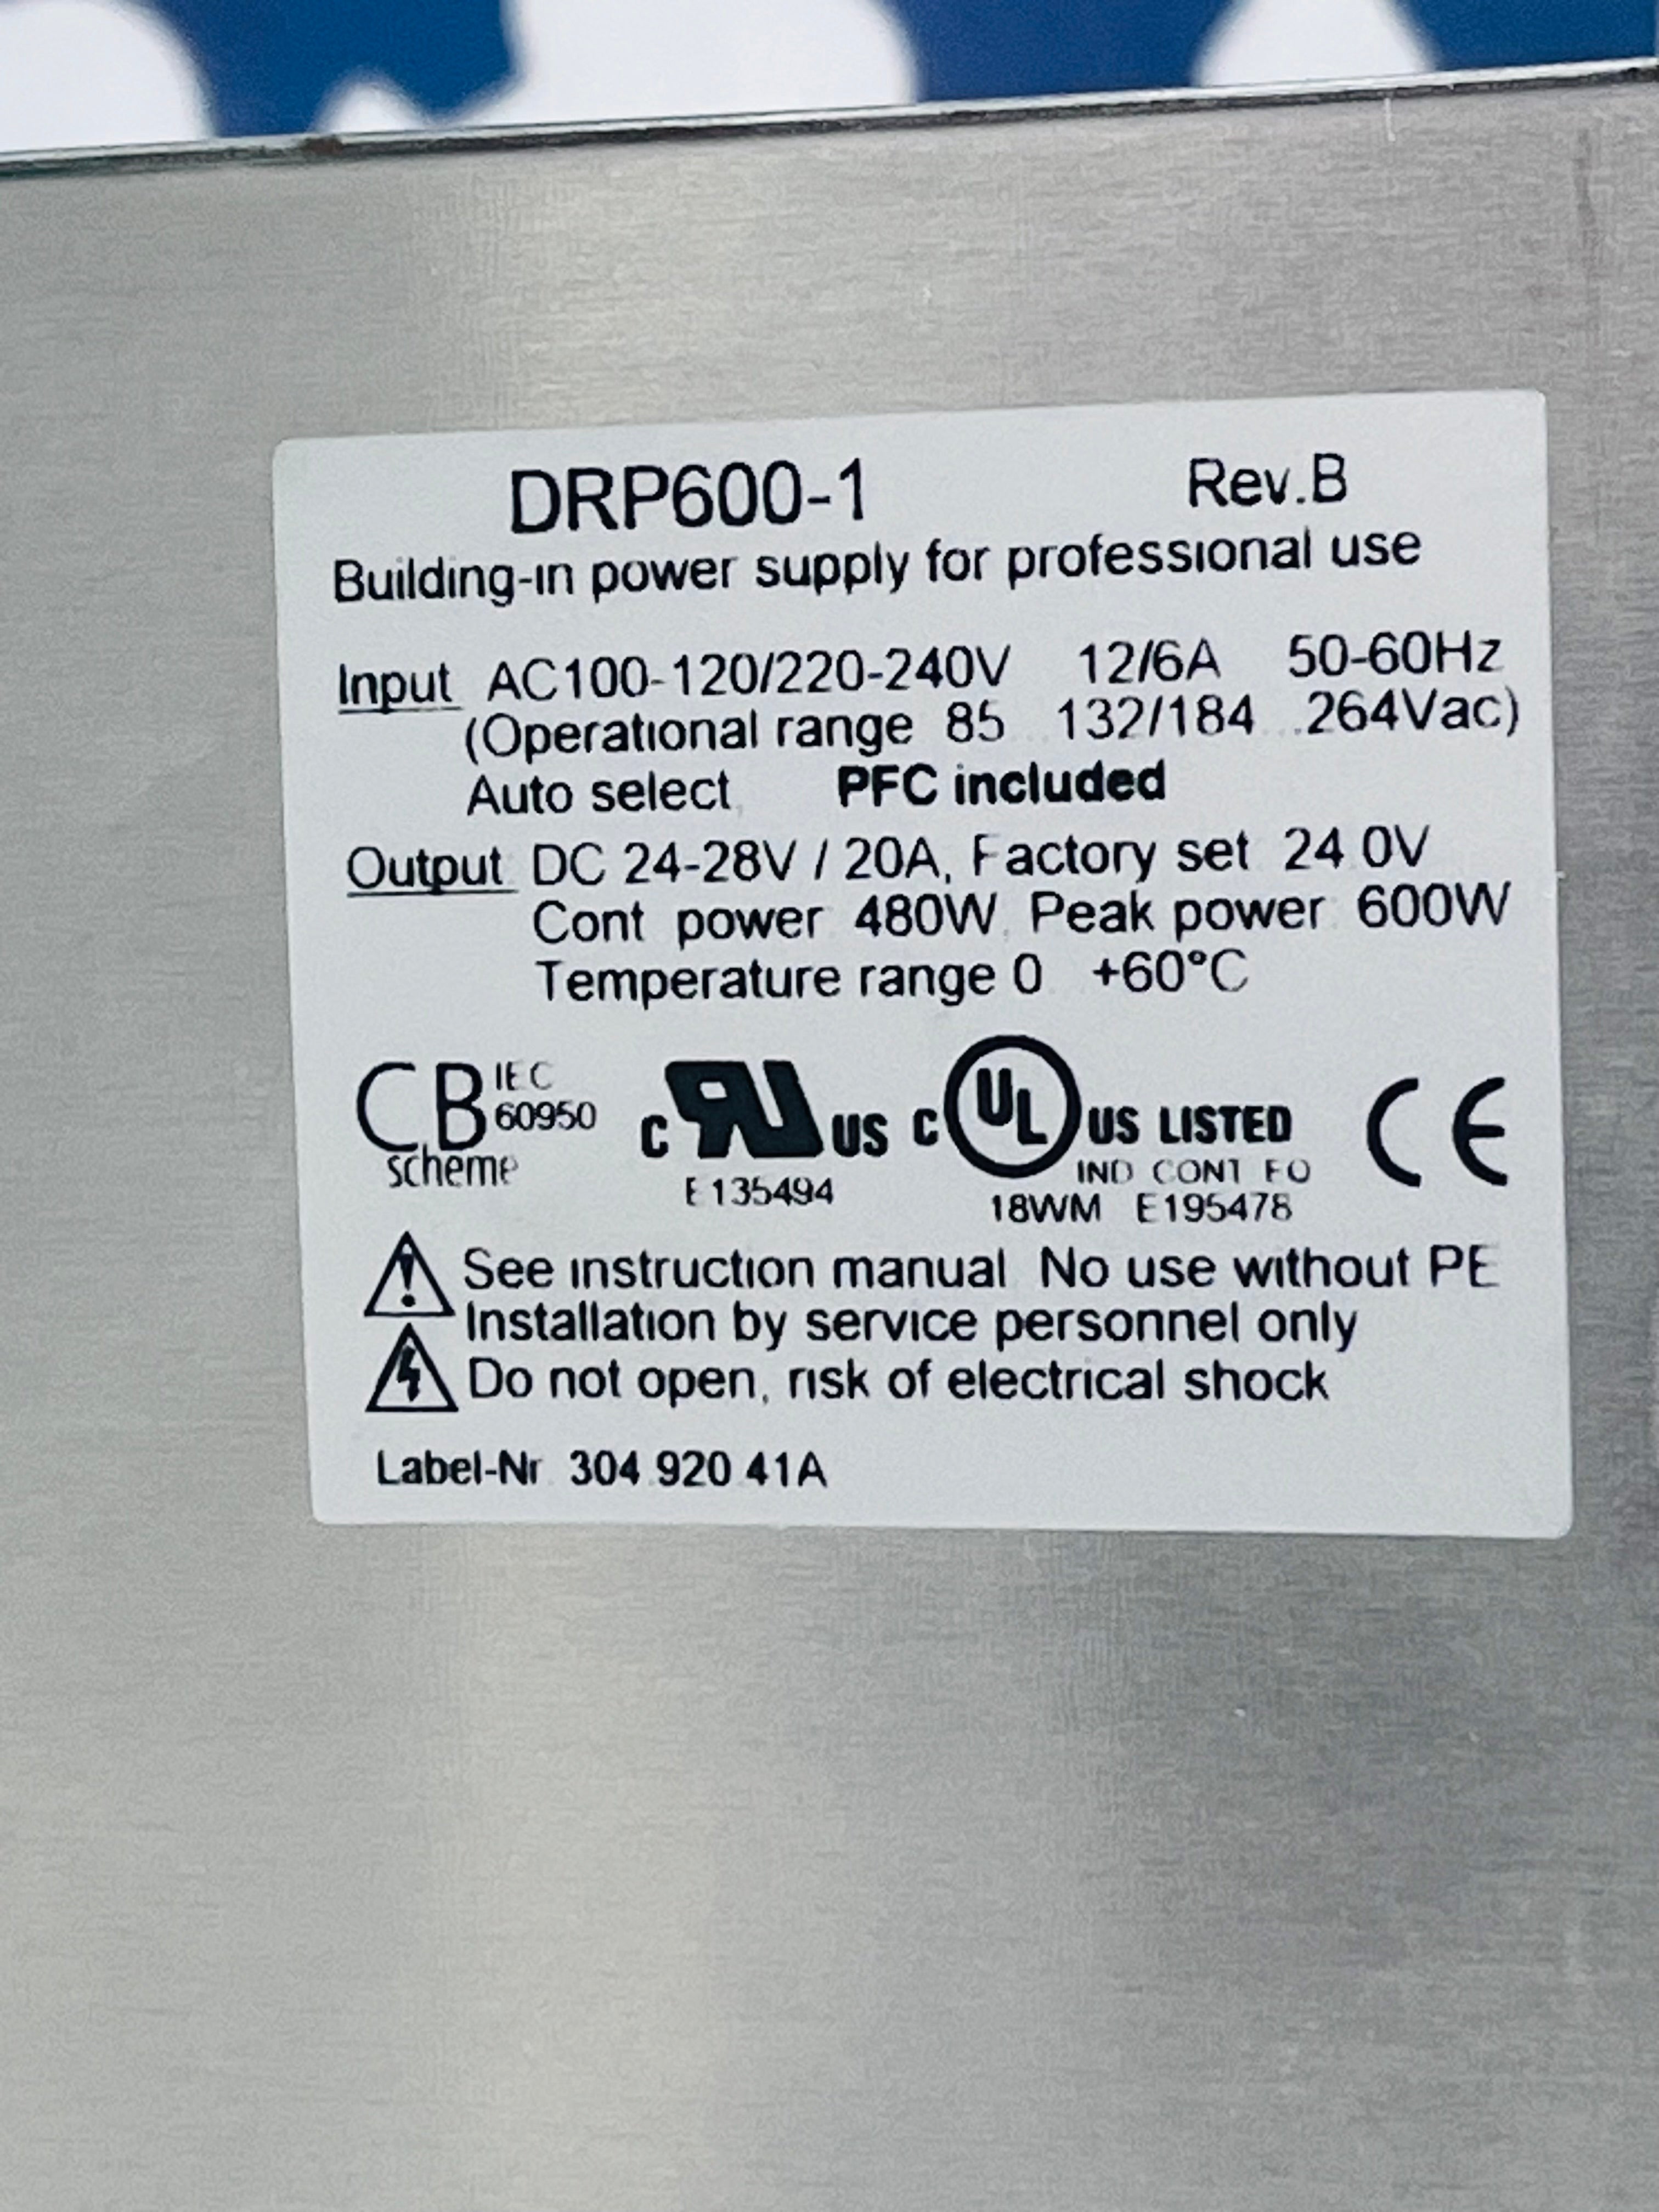 DRP600-1 Rev.B
Building-in power supply for professional use
Input AC100-120/220-240V 12/6A 50-60Hz
(Operational range 85 132/184 ..264Vac)
Auto select PFC included
Output DC 24-28V / 20A, Factory set 24 0V
Cont power 480W. Peak power 600W
Temperature range 0 +60°C
CB IEC
60950
scheme
c RU US c UL US LISTED CE
IND CONT EQ
E135494
18WM E195478
See instruction manual No use without PE
Installation by service personnel only
Do not open, risk of electrical shock
Label-Nr 304.920 41A